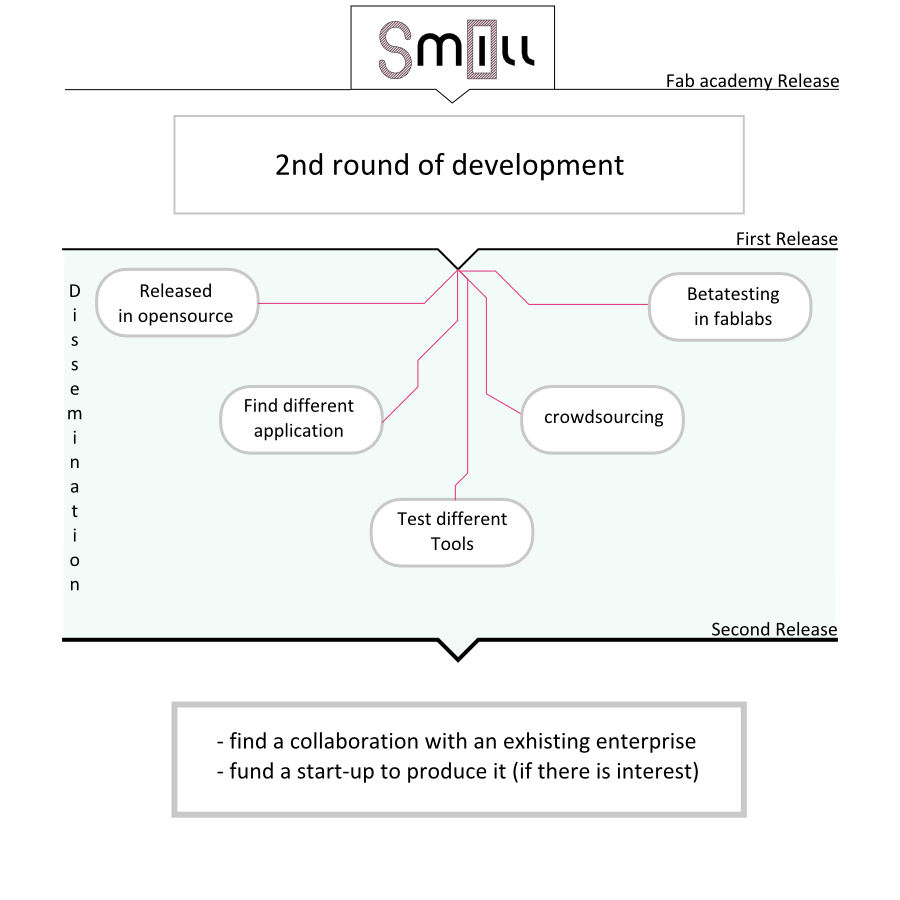 Smill
Fab academy Release
2nd round of development
First Release
Dissemination
Released
in opensource
Betatesting
in fablabs
Find different
application
crowdsourcing
Test different
Tools
Second Release
- find a collaboration with an exhisting enterprise
- fund a start-up to produce it (if there is interest)